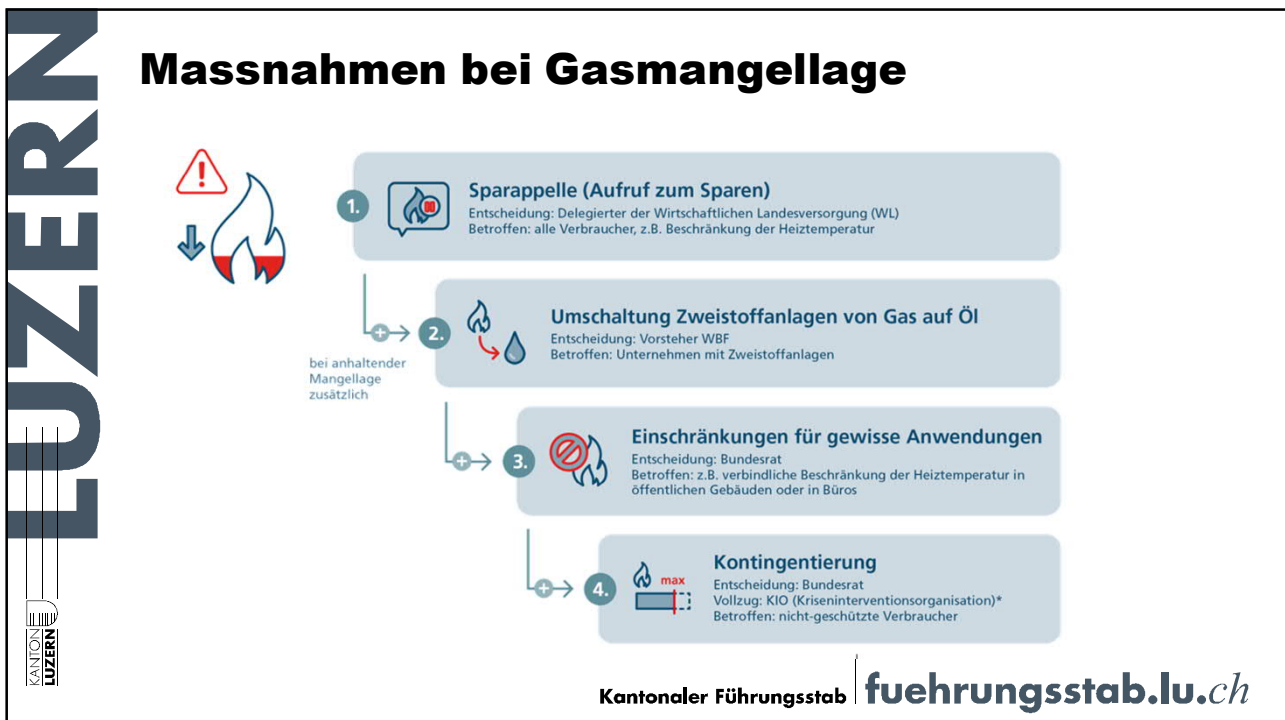 LUZERN
Massnahmen bei Gasmangellage
1.
Sparappelle (Aufruf zum Sparen)
Entscheidung: Delegierter der Wirtschaftlichen Landesversorgung (WL)
Betroffen: alle Verbraucher, z.B. Beschränkung der Heiztemperatur
bei anhaltender
Mangellage
zusätzlich
2.
Umschaltung Zweistoffanlagen von Gas auf Öl
Entscheidung: Vorsteher WBF
Betroffen: Unternehmen mit Zweistoffanlagen
3.
Einschränkungen für gewisse Anwendungen
Entscheidung: Bundesrat
Betroffen: z.B. verbindliche Beschränkung der Heiztemperatur in
öffentlichen Gebäuden oder in Büros
4.
max
Kontingentierung
Entscheidung: Bundesrat
Vollzug: KIO (Kriseninterventionsorganisation)*
Betroffen: nicht-geschützte Verbraucher
KANTON
LUZERN
Kantonaler Führungsstab
fuehrungsstab.lu.ch